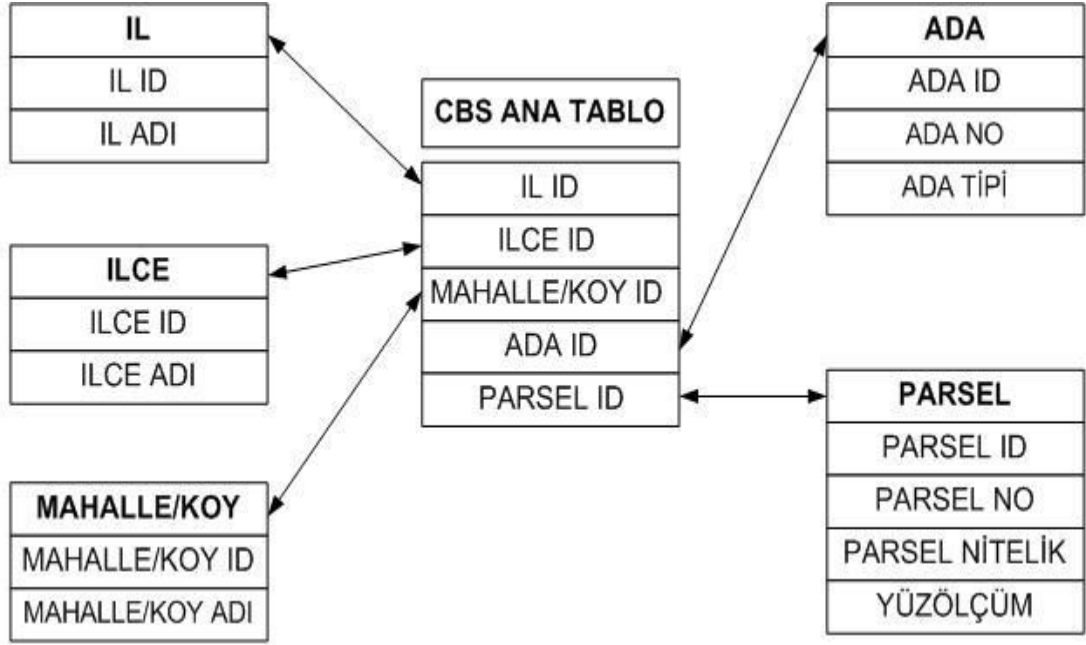 IL
IL ID
IL ADI
ILCE
ILCE ID
ILCE ADI
MAHALLE/KOY
MAHALLE/KOY ID
MAHALLE/KOY ADI
CBS ANA TABLO
IL ID
ILCE ID
MAHALLE/KOY ID
ADA ID
PARSEL ID
ADA
ADA ID
ADA NO
ADA TİPİ
PARSEL
PARSEL ID
PARSEL NO
PARSEL NİTELİK
YÜZÖLÇÜM